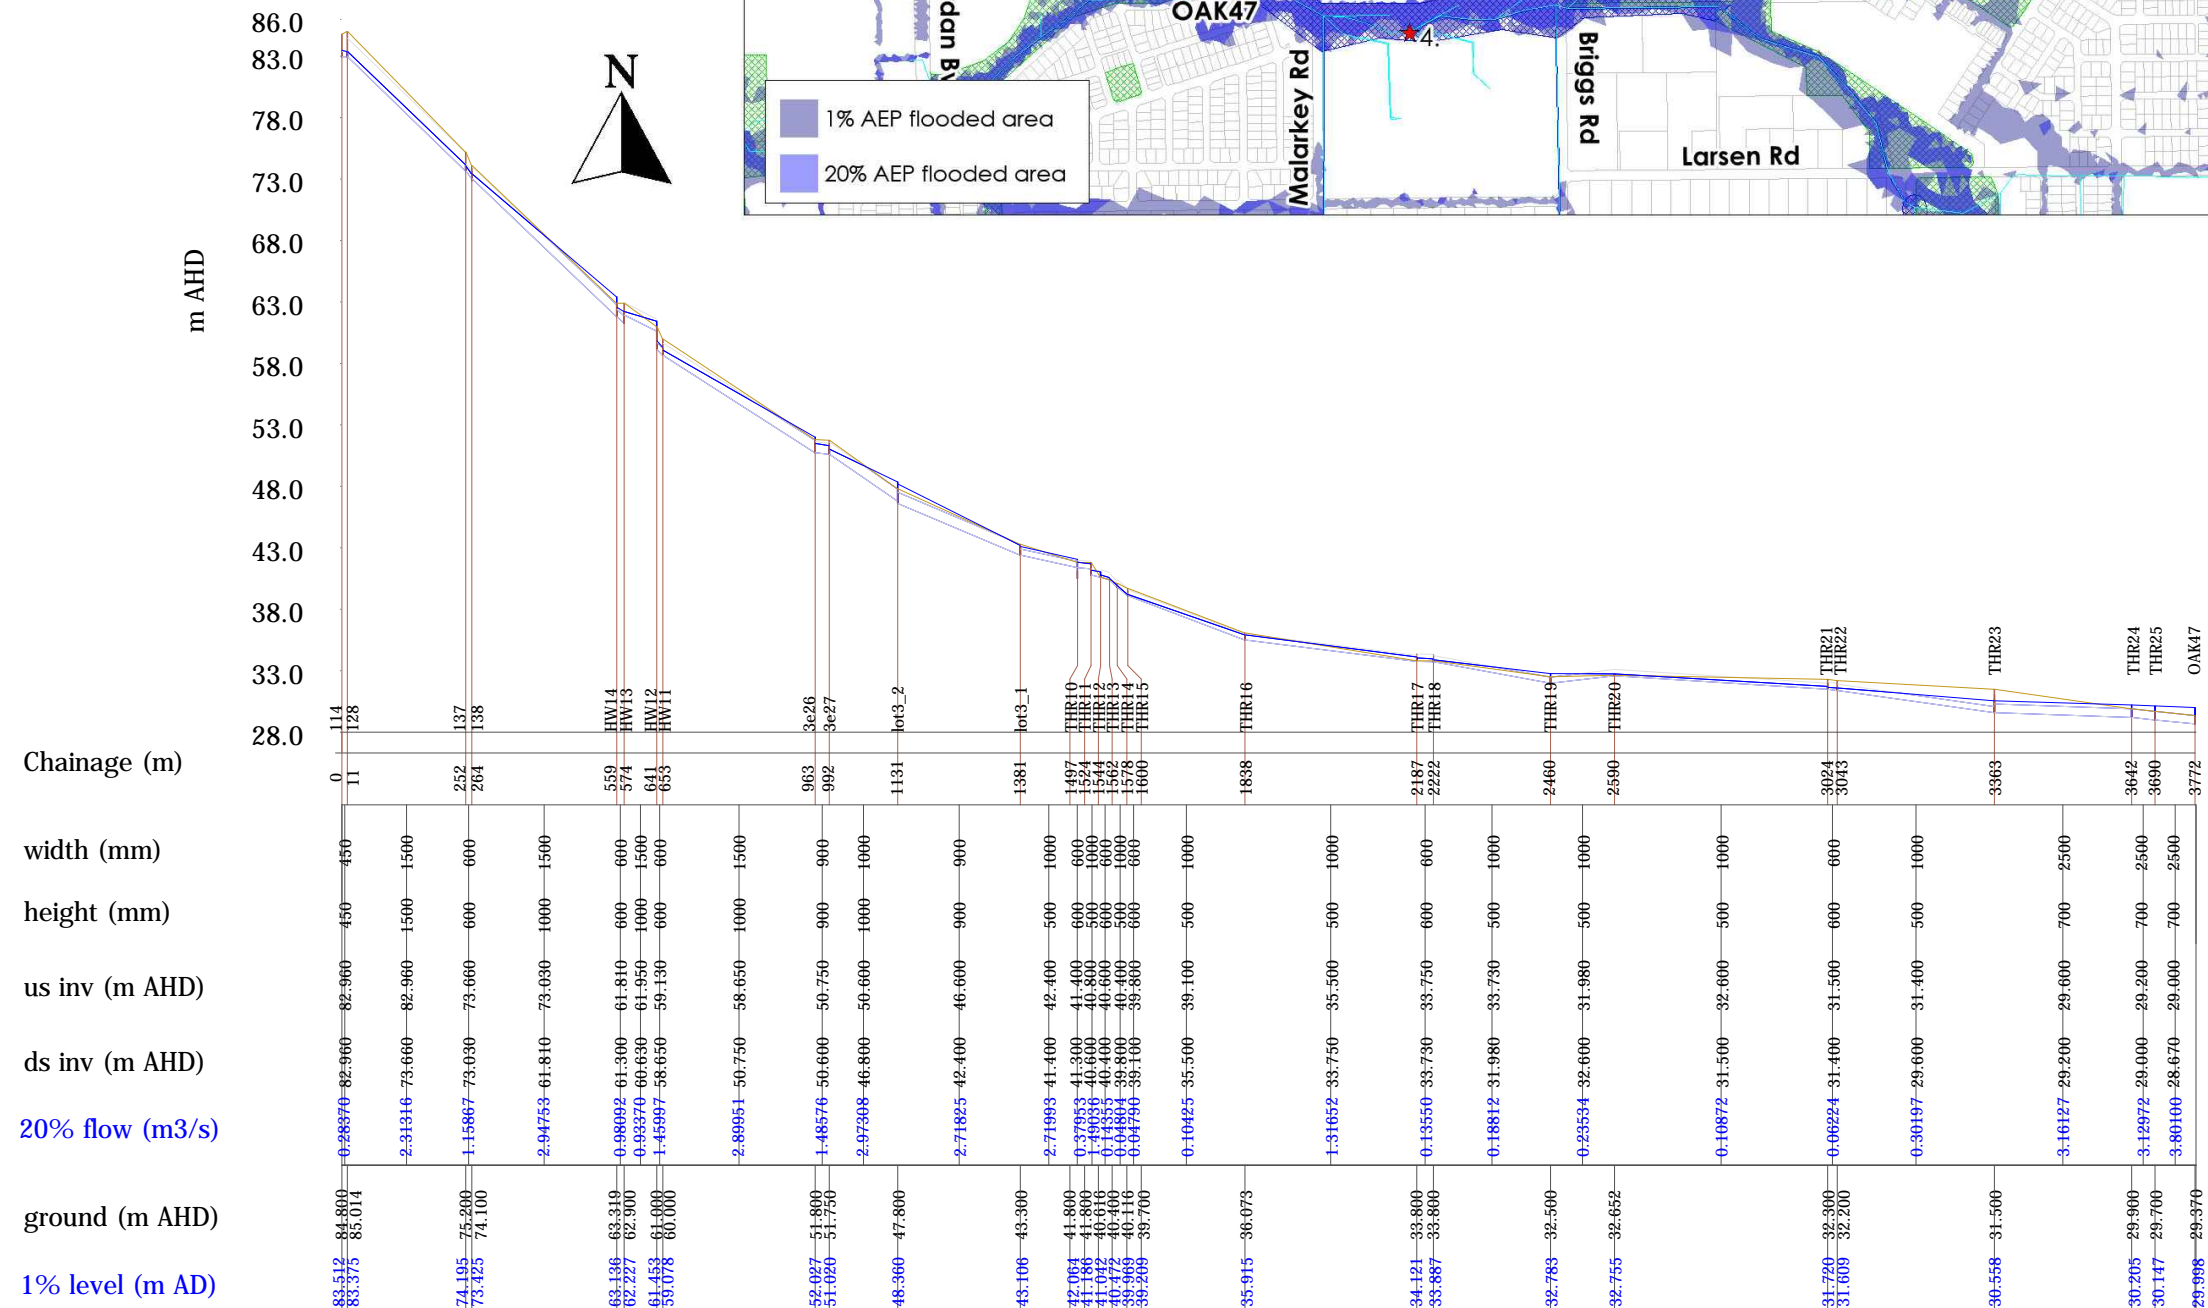 86.0
83.0
78.0
73.0
68.0
63.0
58.0
53.0
48.0
43.0
38.0
33.0
28.0
m AHD
N
dan Bv
OAK47
4.
Malarkey Rd
Briggs Rd
Larsen Rd
1% AEP flooded area
20% AEP flooded area
114 128 137 138 HW14 HW13 HW12 HW11 3e26 3e27 lot3_2 lot3_1 THR10 THR11 THR12 THR13 THR14 THR15 THR16 THR17 THR18 THR19 THR20 THR21 THR22 THR23 THR24 THR25 OAK47
Chainage (m) 0 11 252 264 559 574 641 653 963 992 1131 1381 1497 1524 1544 1562 1578 1600 1838 2187 2222 2460 2590 3024 3043 3363 3642 3690 3772
width (mm) 450 1500 600 1500 600 1500 600 1500 900 1000 900 1000 600 1000 600 1000 600 1000 1000 600 1000 1000 1000 600 1000 2500 2500 2500
height (mm) 450 1500 600 1000 600 1000 600 1000 900 1000 900 500 600 500 600 500 600 500 500 600 500 500 500 600 500 700 700 700
us inv (m AHD) 82.960 82.960 73.660 73.030 61.810 61.950 59.130 58.650 50.750 50.600 46.600 42.400 41.400 40.800 40.600 40.400 39.800 39.100 35.500 33.750 33.730 31.980 32.600 31.500 31.400 29.600 29.200 29.000
ds inv (m AHD) 82.960 73.660 73.030 61.810 61.300 60.630 58.650 50.750 50.600 46.800 42.400 41.400 41.300 40.600 40.400 39.800 39.100 35.500 33.750 33.730 31.980 32.600 31.500 31.400 29.600 29.200 29.000 28.670
20% flow (m3/s) 0.28370 2.31316 1.15867 2.94753 0.98092 0.93370 1.45997 2.89951 1.48576 2.97308 2.71825 2.71993 0.37953 1.49036 0.14355 0.04804 0.04790 0.10425 1.31652 0.13550 0.18812 0.23534 0.10872 0.06224 0.30197 3.16127 3.12972 3.80100
ground (m AHD) 84.800 85.014 75.200 74.100 63.319 62.900 61.000 60.000 51.800 51.750 47.800 43.300 41.800 41.800 40.616 40.400 40.116 39.700 36.073 33.800 33.800 32.500 32.652 32.300 32.200 31.500 29.900 29.700 29.370
1% level (m AD) 83.512 83.375 74.195 73.425 63.136 62.227 61.453 59.078 52.027 51.020 48.360 43.106 42.064 41.186 41.042 40.472 39.969 39.209 35.915 34.121 33.887 32.783 32.755 31.720 31.609 30.558 30.205 30.147 29.998